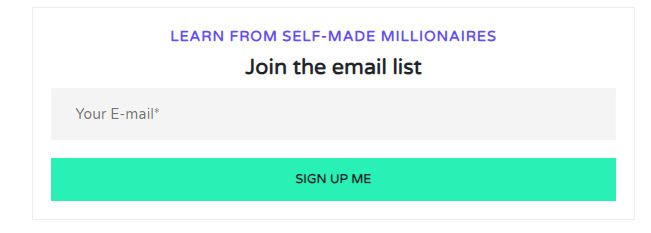 LEARN FROM SELF-MADE MILLIONAIRES
Join the email list
Your E-mail*
SIGN UP ME